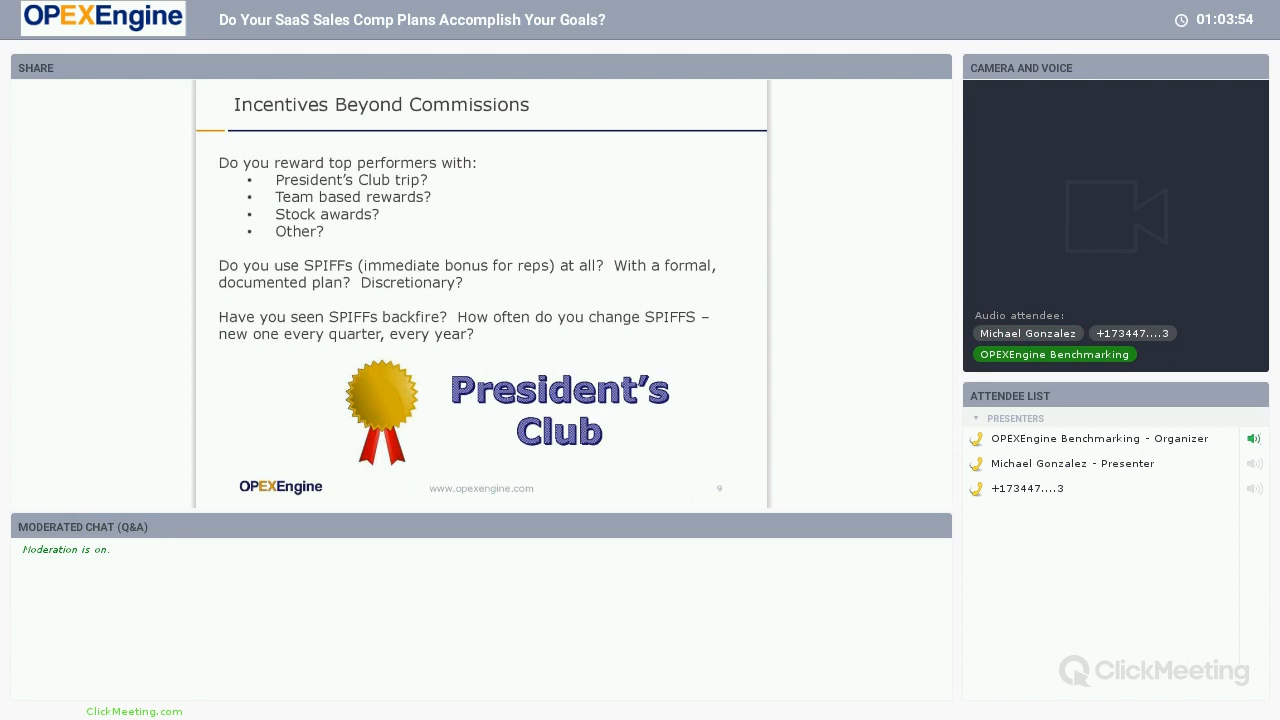 OPEXEngine
Do Your SaaS Sales Comp Plans Accomplish Your Goals?
01:03:54
SHARE
Incentives Beyond Commissions
Do you reward top performers with:
• President's Club trip?
• Team based rewards?
• Stock awards?
• Other?
Do you use SPIFFs (immediate bonus for reps) at all?  With a formal,
documented plan?  Discretionary?
Have you seen SPIFFs backfire?  How often do you change SPIFFS –
new one every quarter, every year?
President's
Club
OPEXEngine
www.opexengine.com
9
MODERATED CHAT (Q&A)
Moderation is on.
ClickMeeting.com
CAMERA AND VOICE
Audio attendee:
Michael Gonzalez
+173447....3
OPEXEngine Benchmarking
ATTENDEE LIST
PRESENTERS
OPEXEngine Benchmarking - Organizer
Michael Gonzalez - Presenter
+173447....3
ClickMeeting